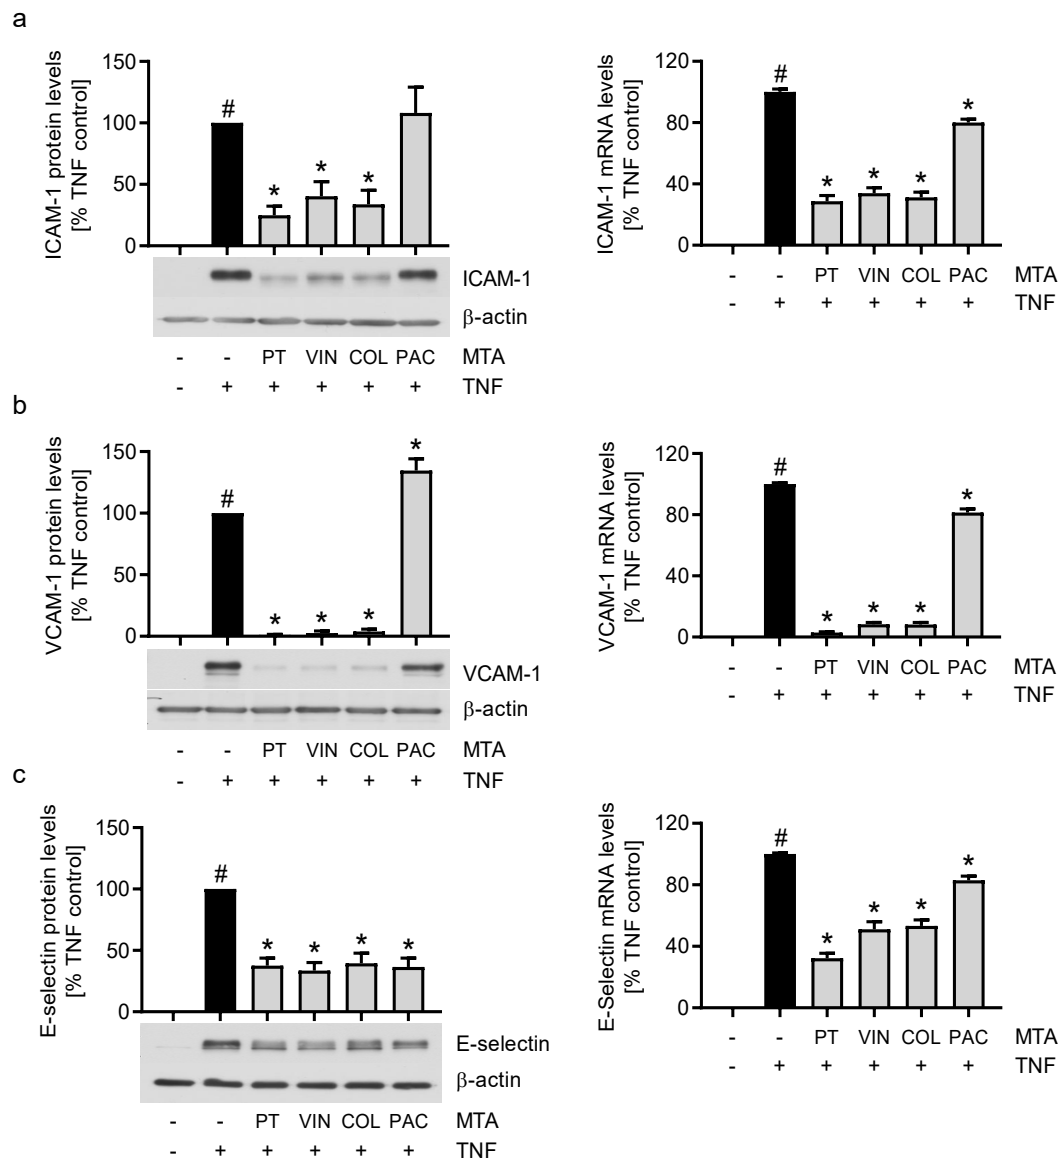 a
ICAM-1 protein levels
[% TNF control]
150
100
50
0
#
*
*
*
ICAM-1
β-actin
- - PT VIN COL PAC MTA
- + + + + + TNF
ICAM-1 mRNA levels
[% TNF control]
120
80
40
0
#
*
*
*
*
- - PT VIN COL PAC MTA
- + + + + + TNF
b
VCAM-1 protein levels
[% TNF control]
150
100
50
0
#
*
*
*
*
VCAM-1
β-actin
- - PT VIN COL PAC MTA
- + + + + + TNF
VCAM-1 mRNA levels
[% TNF control]
120
80
40
0
#
*
*
*
*
- - PT VIN COL PAC MTA
- + + + + + TNF
c
E-selectin protein levels
[% TNF control]
150
100
50
0
#
*
*
*
*
E-selectin
β-actin
- - PT VIN COL PAC MTA
- + + + + + TNF
E-Selectin mRNA levels
[% TNF control]
120
80
40
0
#
*
*
*
*
- - PT VIN COL PAC MTA
- + + + + + TNF